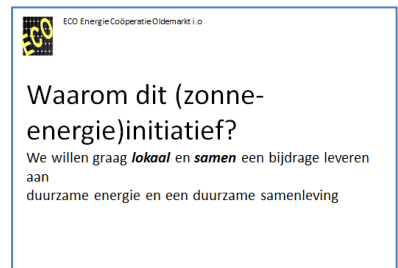 ECO
ECO Energie Coöperatie Oldemarkt i.o
Waarom dit (zonne-
energie)initiatief?
We willen graag lokaal en samen een bijdrage leveren
aan
duurzame energie en een duurzame samenleving